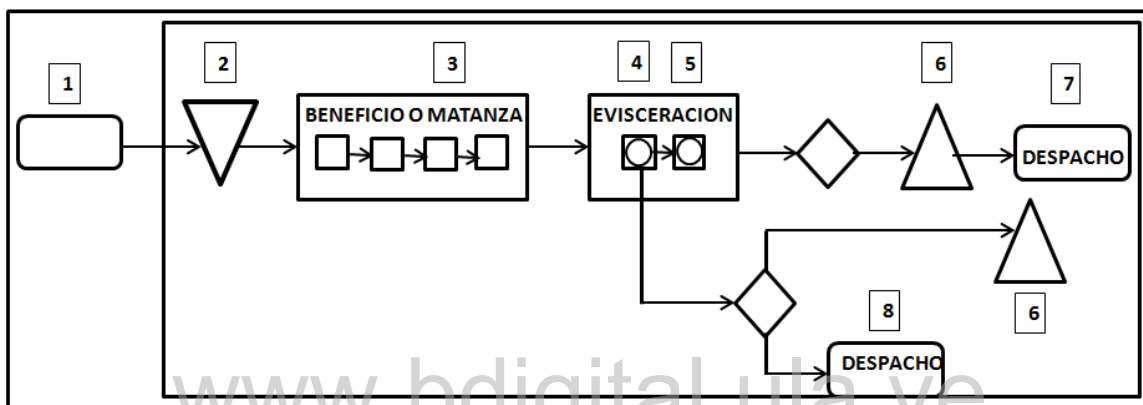 1
2
3
4
5
6
7
BENEFICIO O MATANZA
EVISCERACION
DESPACHO
8
6
DESPACHO
www.bdigital.ula.ve